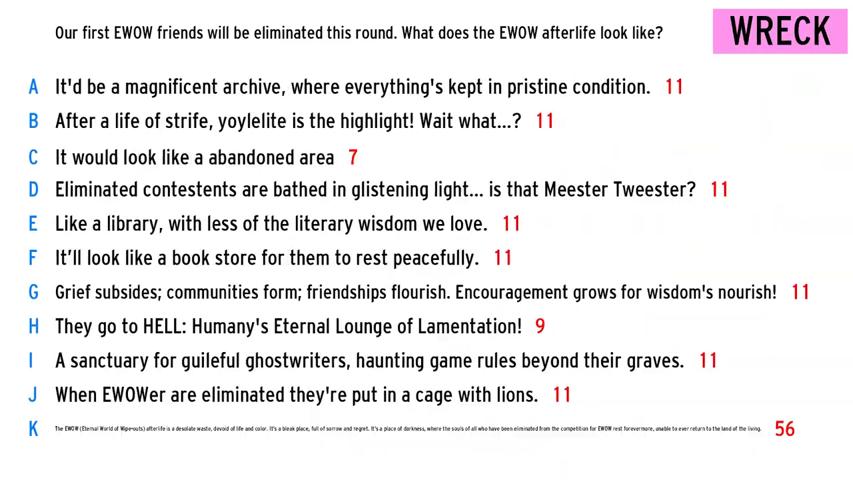 Our first EWOW friends will be eliminated this round. What does the EWOW afterlife look like?
WRECK
A It'd be a magnificent archive, where everything's kept in pristine condition. 11
B After a life of strife, yoylelite is the highlight! Wait what...? 11
C It would look like a abandoned area 7
D Eliminated contestents are bathed in glistening light... is that Meester Tweester? 11
E Like a library, with less of the literary wisdom we love. 11
F It’ll look like a book store for them to rest peacefully. 11
G Grief subsides; communities form; friendships flourish. Encouragement grows for wisdom's nourish! 11
H They go to HELL: Humany's Eternal Lounge of Lamentation! 9
I A sanctuary for guileful ghostwriters, haunting game rules beyond their graves. 11
J When EWOWer are eliminated they're put in a cage with lions. 11
K The EWOW (Eternal World of Wipe-outs) afterlife is a desolate waste, devoid of life and color. It's a bleak place, full of sorrow and regret. It's a place of darkness, where the souls of all who have been eliminated from the competition for EWOW rest forevermore, unable to ever return to the land of the living. 56